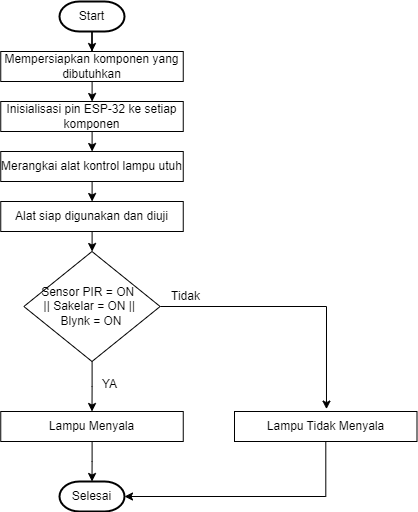 Start
Mempersiapkan komponen yang
dibutuhkan
Inisialisasi pin ESP-32 ke setiap
komponen
Merangkai alat kontrol lampu utuh
Alat siap digunakan dan diuji
Sensor PIR = ON
|| Sakelar = ON ||
Blynk = ON
Tidak
YA
Lampu Menyala
Lampu Tidak Menyala
Selesai